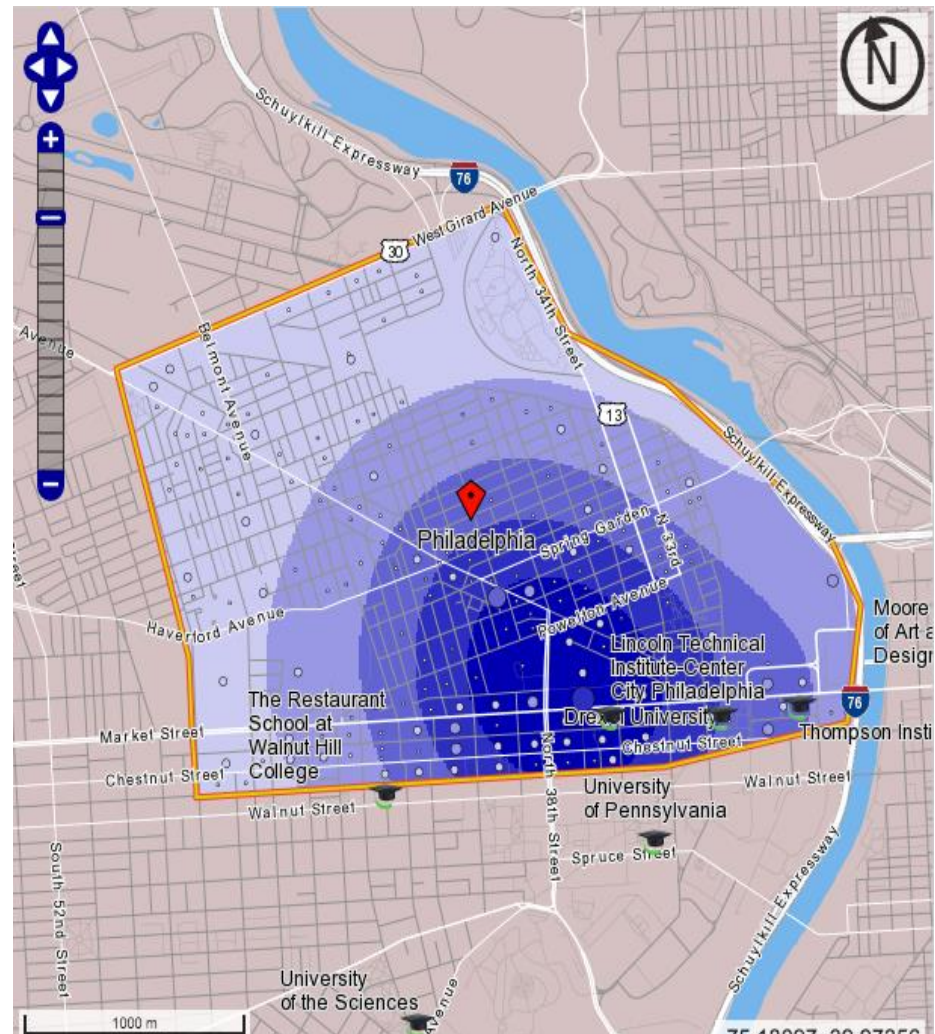 N
+
−
Schuylkill Expressway
76
West Girard Avenue
30
North 34th Street
Belmont Avenue
Avenue
13
Schuylkill Expressway
Philadelphia
Spring Garden
N 33rd
Powelton Avenue
Haverford Avenue
Moore
of Art a
Design
Lincoln Technical
Institute-Center
City Philadelphia
76
The Restaurant
School at
Walnut Hill
College
Drexel University
Thompson Insti
Market Street
Chestnut Street
North 38th Street
Chestnut Street
Walnut Street
University
of Pennsylvania
Walnut Street
Spruce Street
South 52nd Street
Schuylkill Expressway
University
of the Sciences
Avenue
1000 m